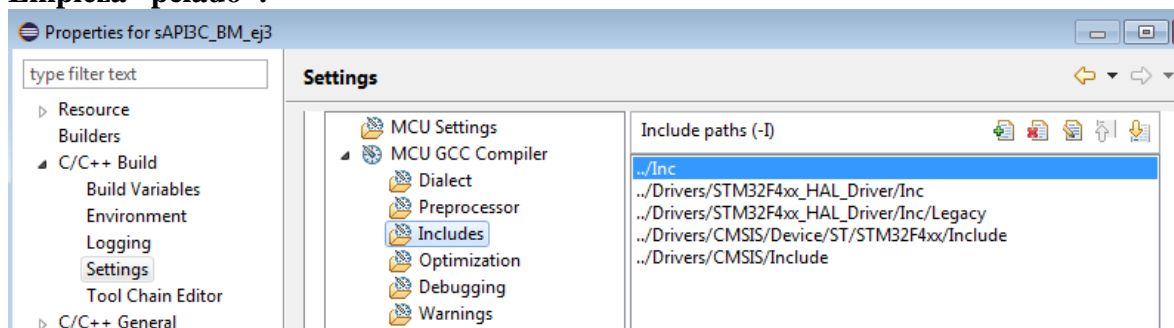 Empieza "pelado".
Properties for sAPI3C_BM_ej3
type filter text
Resource
Builders
C/C++ Build
Build Variables
Environment
Logging
Settings
Tool Chain Editor
C/C++ General
Settings
MCU Settings
MCU GCC Compiler
Dialect
Preprocessor
Includes
Optimization
Debugging
Warnings
Include paths (-I)
../Inc
../Drivers/STM32F4xx_HAL_Driver/Inc
../Drivers/STM32F4xx_HAL_Driver/Inc/Legacy
../Drivers/CMSIS/Device/ST/STM32F4xx/Include
../Drivers/CMSIS/Include